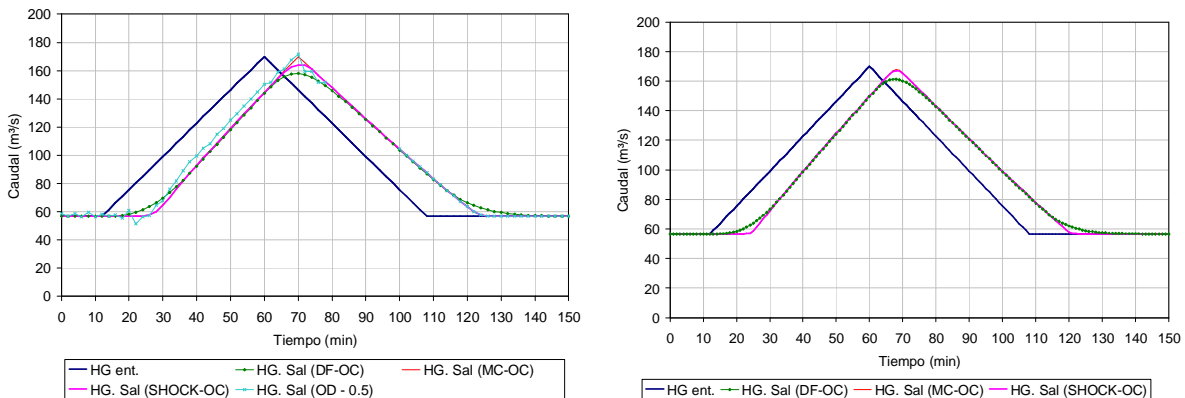 200
180
160
140
120
100
80
60
40
20
0
Caudal (m³/s)
0 10 20 30 40 50 60 70 80 90 100 110 120 130 140 150
Tiempo (min)
HG ent. HG. Sal (DF-OC) HG. Sal (MC-OC)
HG. Sal (SHOCK-OC) HG. Sal (OD - 0.5)
200
180
160
140
120
100
80
60
40
20
0
Caudal (m³/s)
0 10 20 30 40 50 60 70 80 90 100 110 120 130 140 150
Tiempo (min)
HG ent. HG. Sal (DF-OC) HG. Sal (MC-OC) HG. Sal (SHOCK-OC)